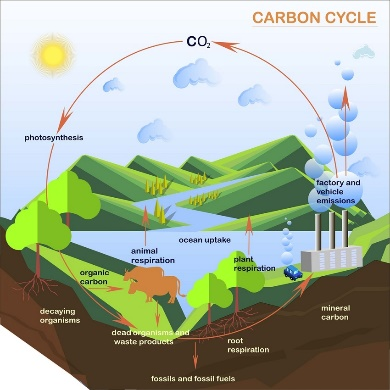 CARBON CYCLE
CO₂
photosynthesis
factory and
vehicle
emissions
ocean uptake
animal
respiration
plant
respiration
organic
carbon
decaying
organisms
mineral
carbon
dead organisms and
waste products
root
respiration
fossils and fossil fuels